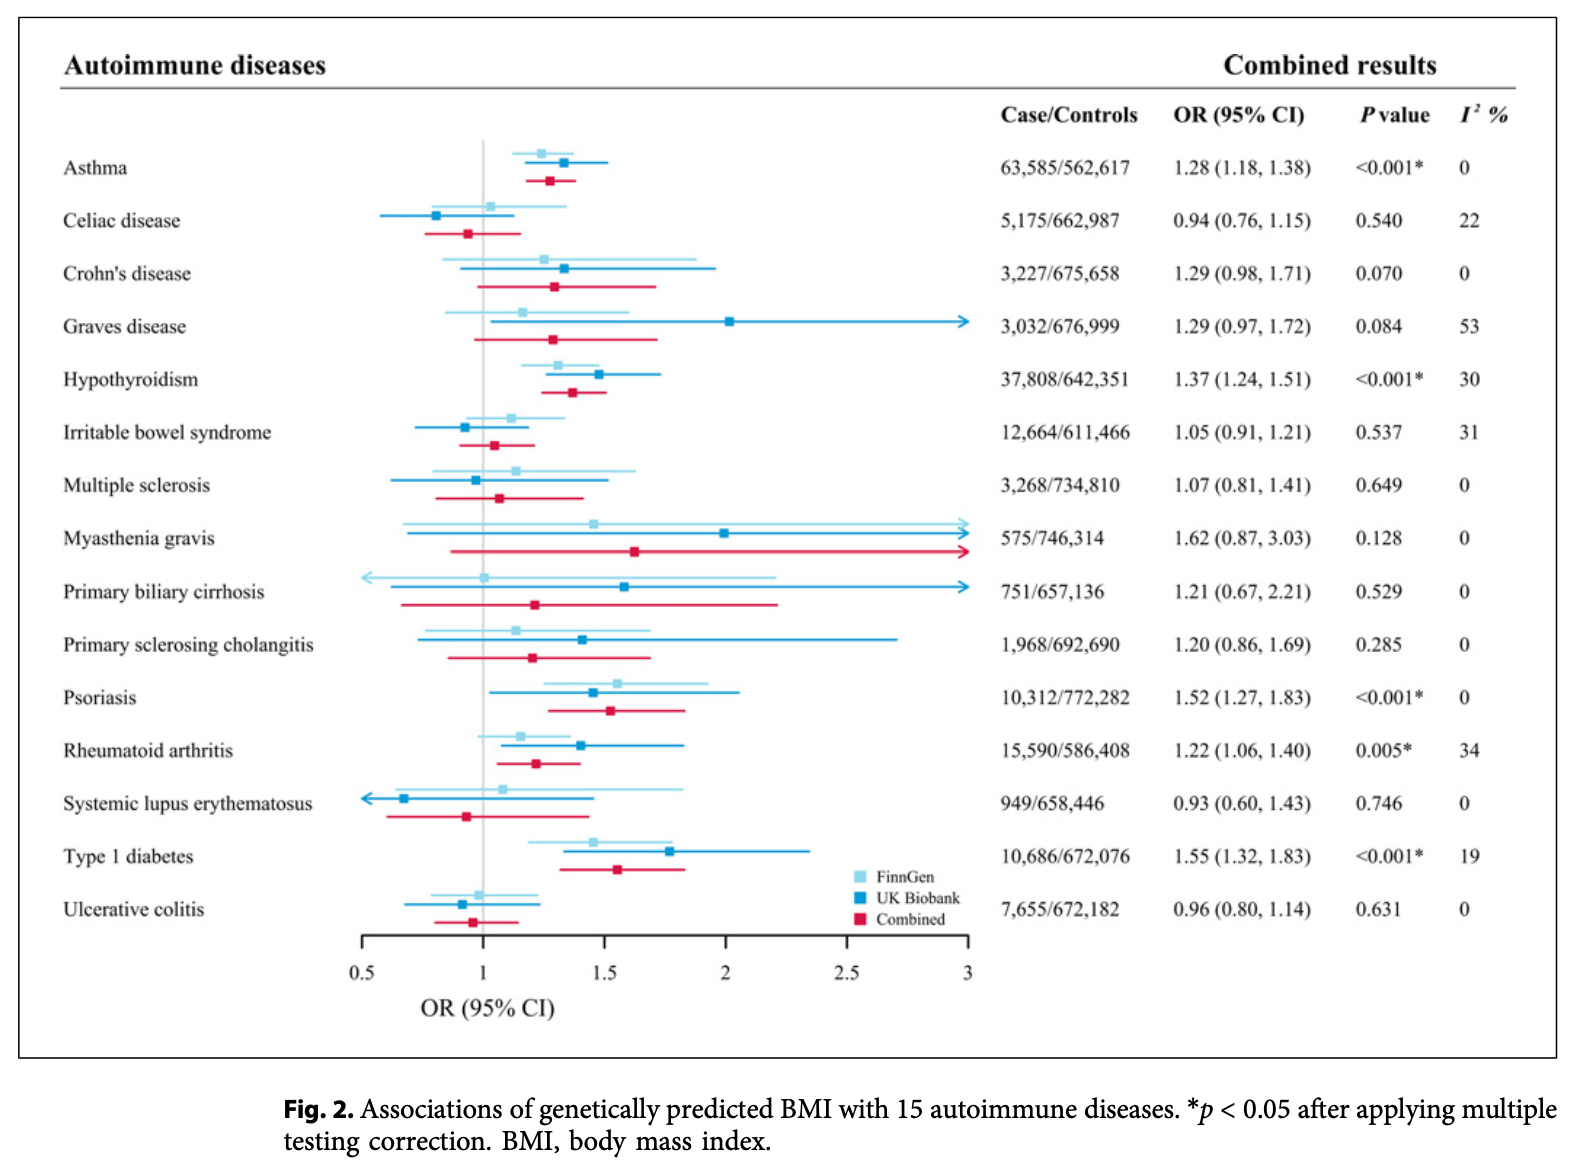 Autoimmune diseases Combined results
Case/Controls OR (95% CI) P value I² %
Asthma 63,585/562,617 1.28 (1.18, 1.38) <0.001* 0
Celiac disease 5,175/662,987 0.94 (0.76, 1.15) 0.540 22
Crohn's disease 3,227/675,658 1.29 (0.98, 1.71) 0.070 0
Graves disease 3,032/676,999 1.29 (0.97, 1.72) 0.084 53
Hypothyroidism 37,808/642,351 1.37 (1.24, 1.51) <0.001* 30
Irritable bowel syndrome 12,664/611,466 1.05 (0.91, 1.21) 0.537 31
Multiple sclerosis 3,268/734,810 1.07 (0.81, 1.41) 0.649 0
Myasthenia gravis 575/746,314 1.62 (0.87, 3.03) 0.128 0
Primary biliary cirrhosis 751/657,136 1.21 (0.67, 2.21) 0.529 0
Primary sclerosing cholangitis 1,968/692,690 1.20 (0.86, 1.69) 0.285 0
Psoriasis 10,312/772,282 1.52 (1.27, 1.83) <0.001* 0
Rheumatoid arthritis 15,590/586,408 1.22 (1.06, 1.40) 0.005* 34
Systemic lupus erythematosus 949/658,446 0.93 (0.60, 1.43) 0.746 0
Type 1 diabetes 10,686/672,076 1.55 (1.32, 1.83) <0.001* 19
Ulcerative colitis 7,655/672,182 0.96 (0.80, 1.14) 0.631 0
FinnGen
UK Biobank
Combined
0.5 1 1.5 2 2.5 3
OR (95% CI)
Fig. 2. Associations of genetically predicted BMI with 15 autoimmune diseases. *p < 0.05 after applying multiple
testing correction. BMI, body mass index.